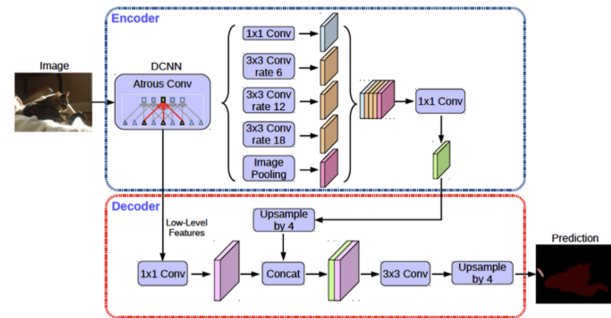 Encoder
Image
DCNN
Atrous Conv
1x1 Conv
3x3 Conv
rate 6
3x3 Conv
rate 12
3x3 Conv
rate 18
Image
Pooling
1x1 Conv
Decoder
Low-Level
Features
Upsample
by 4
1x1 Conv
Concat
3x3 Conv
Upsample
by 4
Prediction